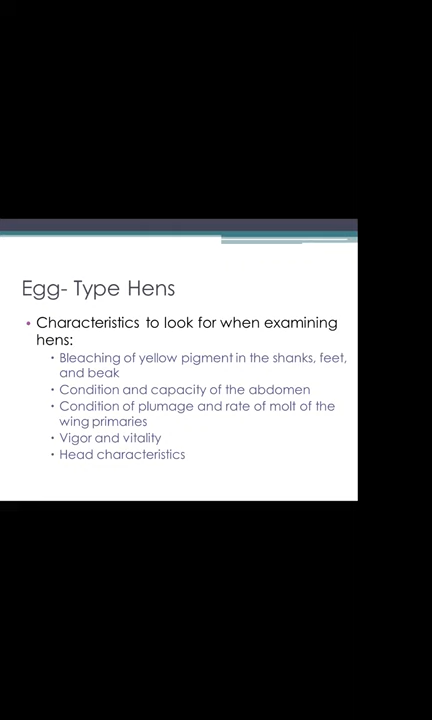 Egg- Type Hens
• Characteristics to look for when examining
hens:
▪ Bleaching of yellow pigment in the shanks, feet,
and beak
▪ Condition and capacity of the abdomen
▪ Condition of plumage and rate of molt of the
wing primaries
▪ Vigor and vitality
▪ Head characteristics